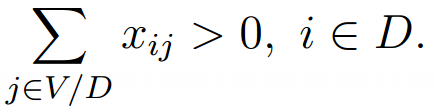 ∑_{j∈V/D} x_{ij} > 0, i ∈ D.